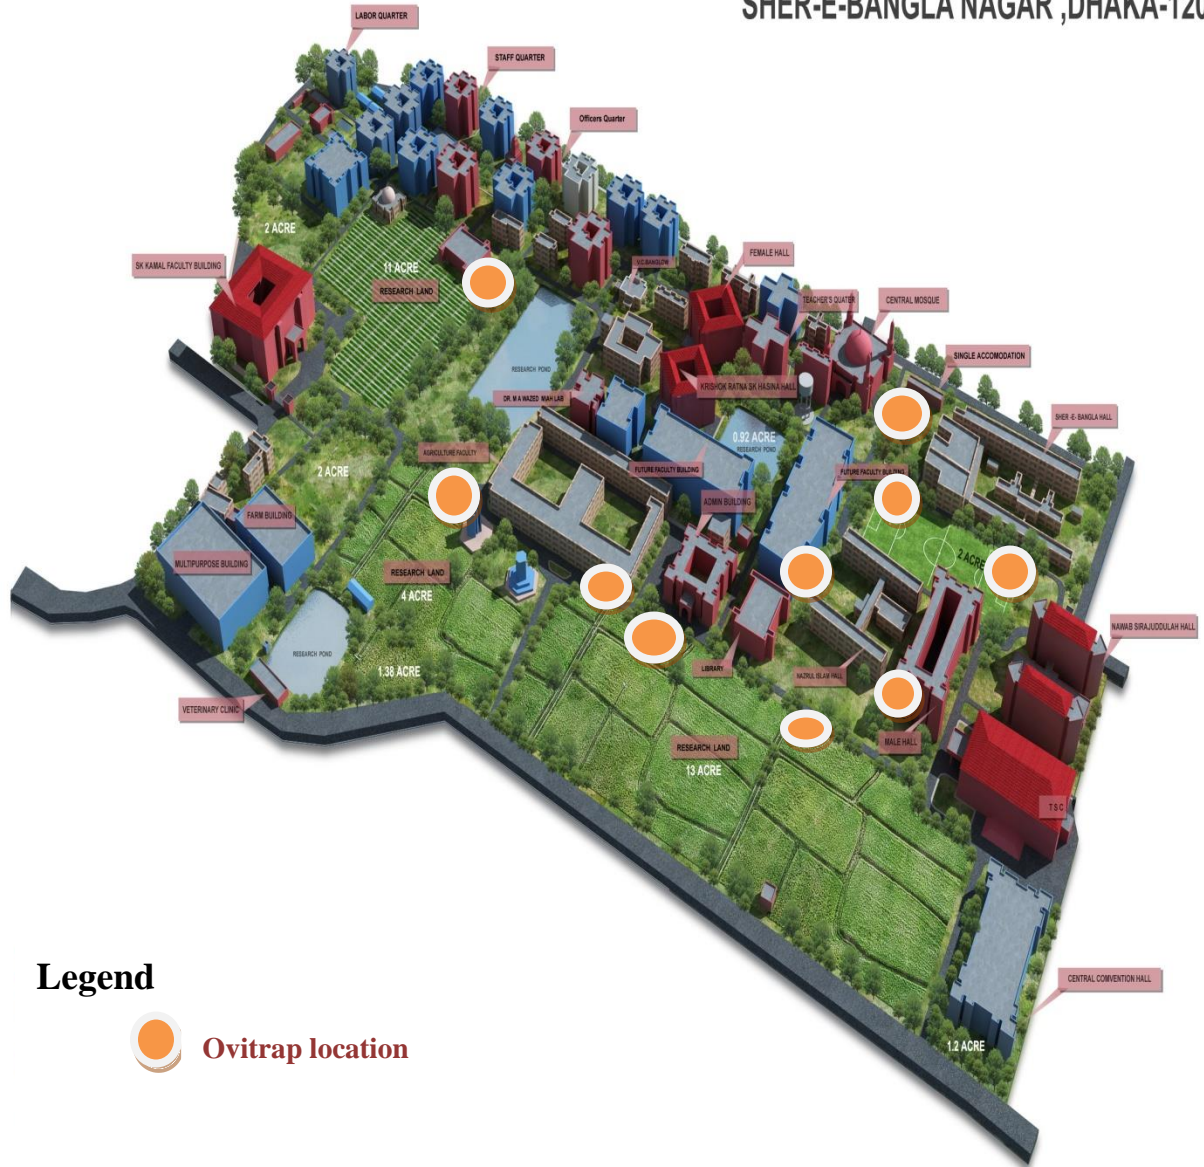 SHER-E-BANGLA NAGAR ,DHAKA-120
LABOR QUARTER
STAFF QUARTER
Officers Quarter
2 ACRE
SK KAMAL FACULTY BUILDING
11 ACRE
RESEARCH LAND
V.C.BANGLOW
FEMALE HALL
TEACHER'S QUATER
CENTRAL MOSQUE
SINGLE ACCOMODATION
RESEARCH POND
KRISHOK RATNA SK HASINA HALL
DR. M A WAZED MIAH LAB
SHER -E- BANGLA HALL
0.92 ACRE
RESEARCH POND
AGRICULTURE FACULTY
2 ACRE
FUTURE FACULTY BUILDING
FUTURE FACULTY BUILDING
ADMIN BUILDING
FARM BUILDING
MULTIPURPOSE BUILDING
2 ACRE
RESEARCH LAND
4 ACRE
NAWAB SIRAJUDDULAH HALL
RESEARCH POND
1.38 ACRE
LIBRARY
NAZRUL ISLAM HALL
VETERINARY CLINIC
MALE HALL
RESEARCH LAND
13 ACRE
T S C
CENTRAL COMVENTION HALL
1.2 ACRE
Legend
Ovitrap location